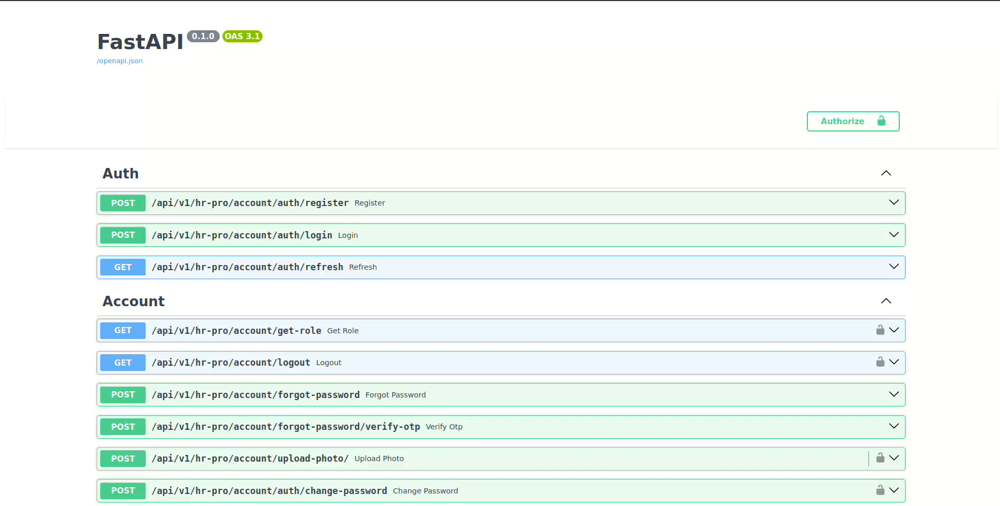 FastAPI 0.1.0 OAS 3.1
/openapi.json
Authorize
Auth
POST /api/v1/hr-pro/account/auth/register Register
POST /api/v1/hr-pro/account/auth/login Login
GET /api/v1/hr-pro/account/auth/refresh Refresh
Account
GET /api/v1/hr-pro/account/get-role Get Role
GET /api/v1/hr-pro/account/logout Logout
POST /api/v1/hr-pro/account/forgot-password Forgot Password
POST /api/v1/hr-pro/account/forgot-password/verify-otp Verify Otp
POST /api/v1/hr-pro/account/upload-photo/ Upload Photo
POST /api/v1/hr-pro/account/auth/change-password Change Password